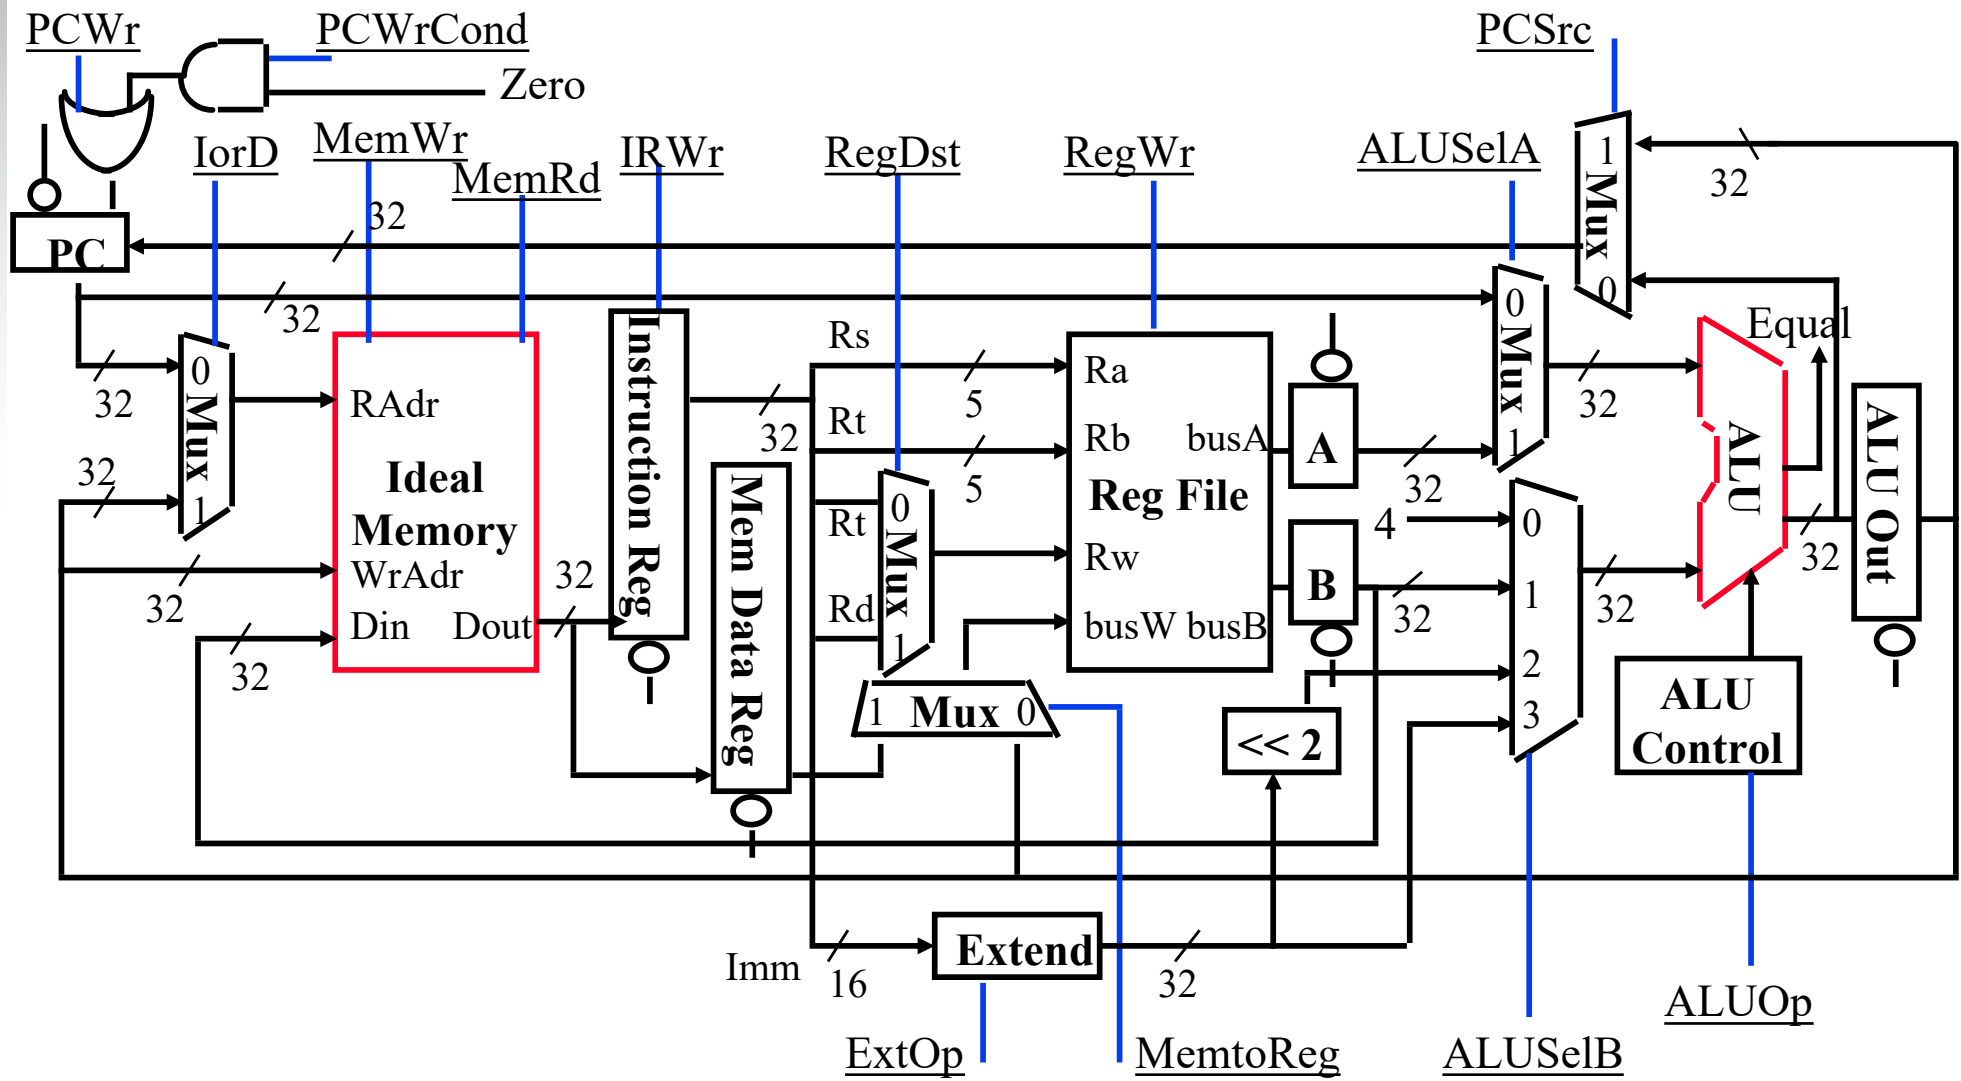 PCWr
PCWrCond
PCSrc
Zero
IorD
MemWr
MemRd
IRWr
RegDst
RegWr
ALUSelA
1
Mux
0
32
32
PC
32
0
Mux
1
32
32
32
32
RAdr
Ideal
Memory
WrAdr
Din
Dout
32
Instruction Reg
Mem Data Reg
32
Rs
Rt
5
5
Rt
Rd
0
Mux
1
1 Mux 0
Ra
Rb
busA
Reg File
Rw
busW
busB
A
B
32
32
4
0
Mux
1
32
0
1
2
3
32
<< 2
Equal
ALU
32
ALU Out
ALU
Control
Imm
16
Extend
32
ExtOp
MemtoReg
ALUSelB
ALUOp